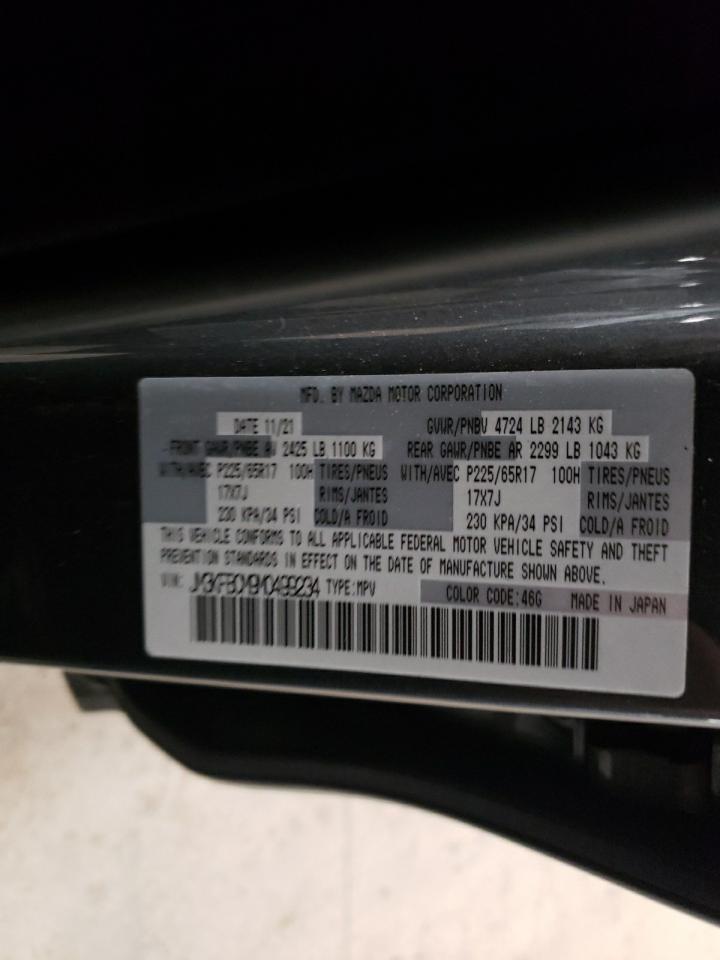 MFD. BY MAZDA MOTOR CORPORATION
DATE 11/21 GVWR/PNBV 4724 LB 2143 KG
FRONT GAWR/PNBE AV 2425 LB 1100 KG REAR GAWR/PNBE AR 2299 LB 1043 KG
WITH/AVEC P225/65R17 100H TIRES/PNEUS WITH/AVEC P225/65R17 100H TIRES/PNEUS
17X7J RIMS/JANTES 17X7J RIMS/JANTES
230 KPA/34 PSI COLD/A FROID 230 KPA/34 PSI COLD/A FROID
THIS VEHICLE CONFORMS TO ALL APPLICABLE FEDERAL MOTOR VEHICLE SAFETY AND THEFT
PREVENTION STANDARDS IN EFFECT ON THE DATE OF MANUFACTURE SHOWN ABOVE.
VIN: TYPE:MPV COLOR CODE:46G MADE IN JAPAN